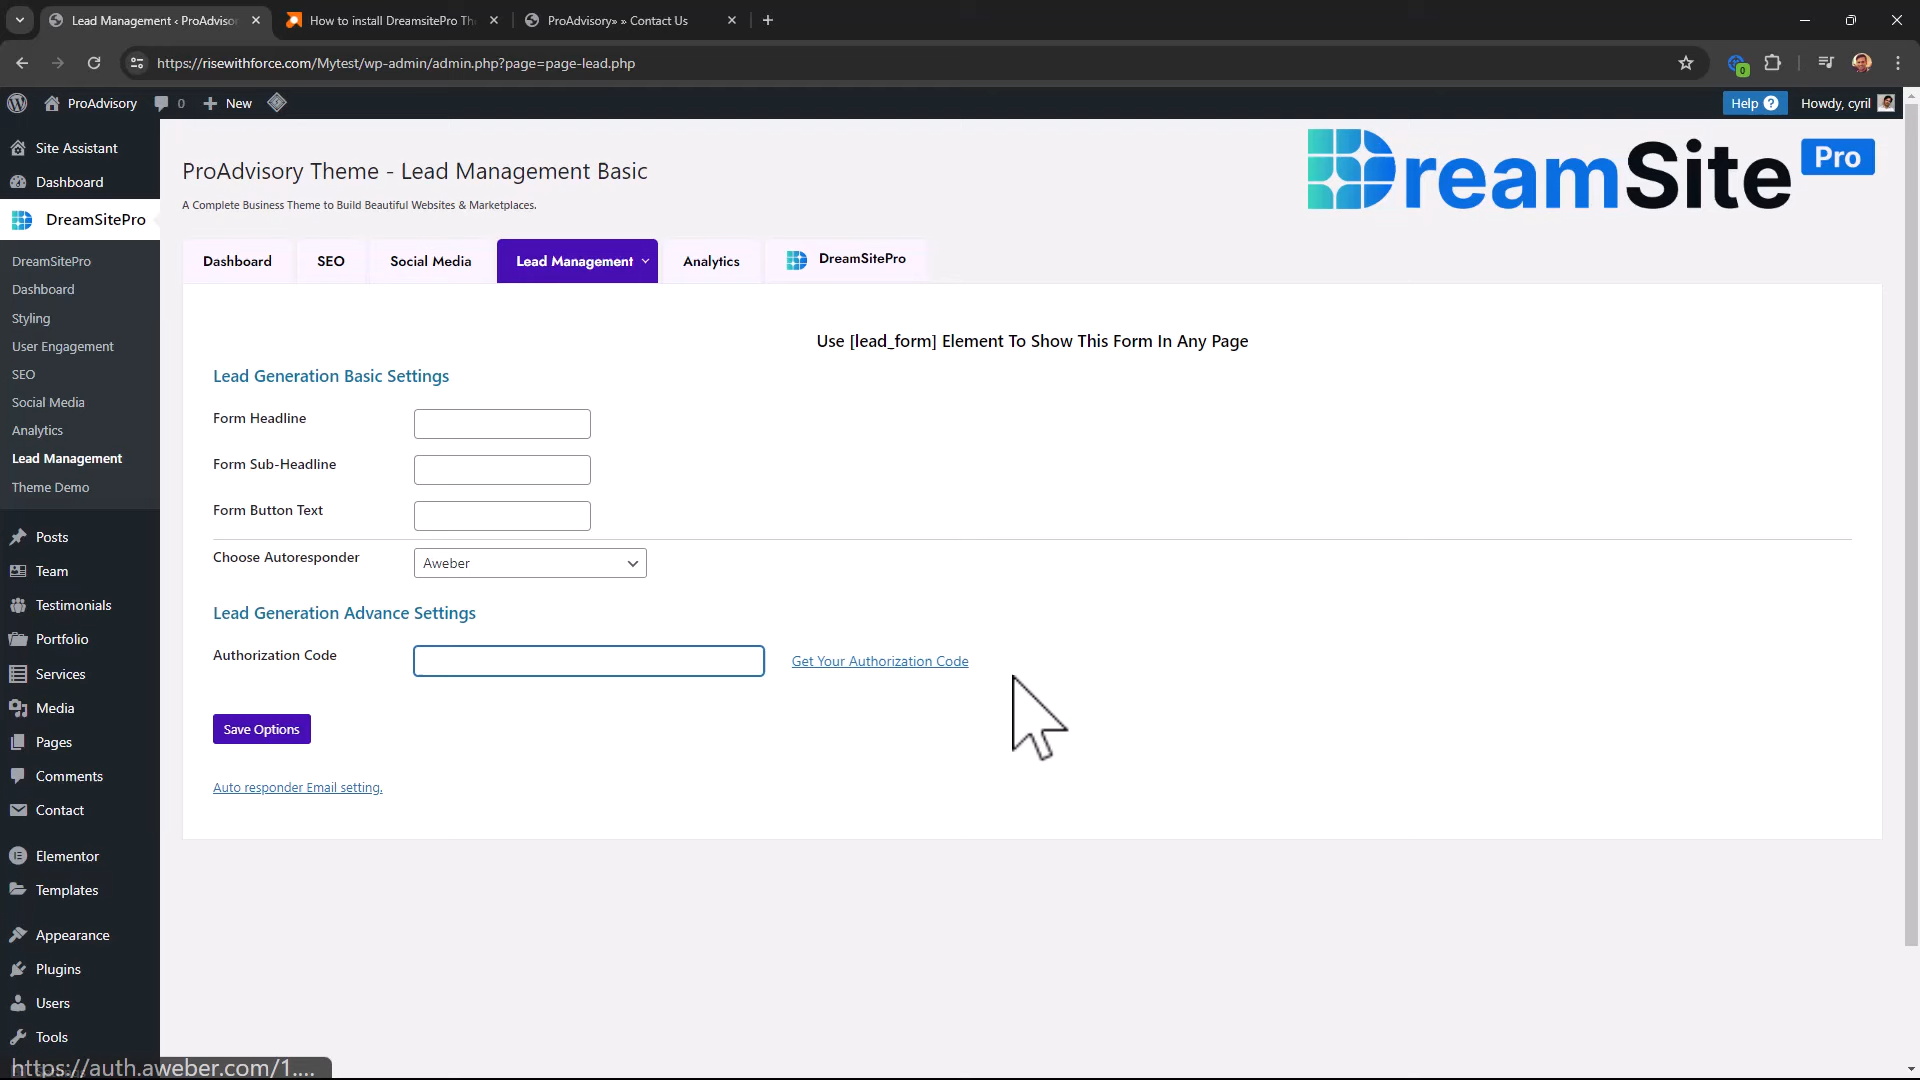 Lead Management ‹ ProAdvisor
How to install DreamsitePro Th
ProAdvisory» » Contact Us
https://risewithforce.com/Mytest/wp-admin/admin.php?page=page-lead.php
0
ProAdvisory
0
New
Help ?
Howdy, cyril
Site Assistant
Dashboard
DreamSitePro
DreamSitePro
Dashboard
Styling
User Engagement
SEO
Social Media
Analytics
Lead Management
Theme Demo
Posts
Team
Testimonials
Portfolio
Services
Media
Pages
Comments
Contact
Elementor
Templates
Appearance
Plugins
Users
Tools
https://auth.aweber.com/1....
ProAdvisory Theme - Lead Management Basic
A Complete Business Theme to Build Beautiful Websites & Marketplaces.
DreamSite Pro
Dashboard
SEO
Social Media
Lead Management
Analytics
DreamSitePro
Use [lead_form] Element To Show This Form In Any Page
Lead Generation Basic Settings
Form Headline
Form Sub-Headline
Form Button Text
Choose Autoresponder
Aweber
Lead Generation Advance Settings
Authorization Code
Get Your Authorization Code
Save Options
Auto responder Email setting.